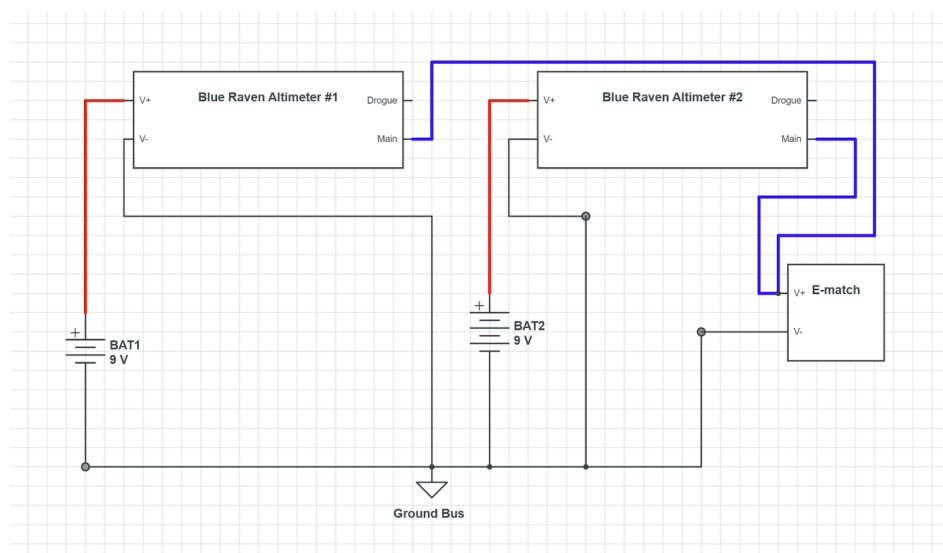 Blue Raven Altimeter #1
V+
Drogue
V-
Main
Blue Raven Altimeter #2
V+
Drogue
V-
Main
V+ E-match
V-
+
BAT1
9 V
+
BAT2
9 V
Ground Bus